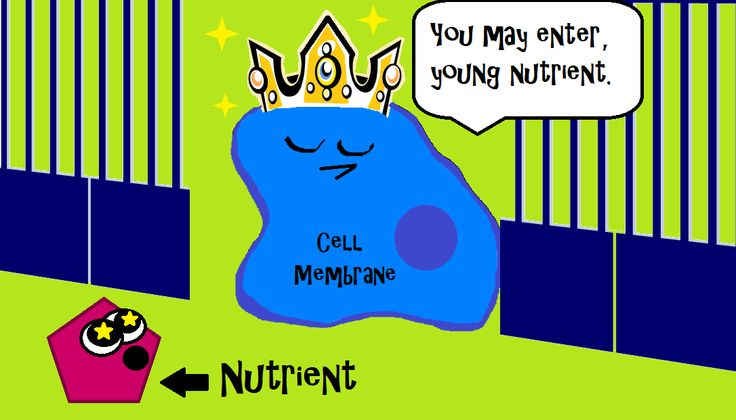 You may enter,
young nutrient.
Cell
Membrane
Nutrient